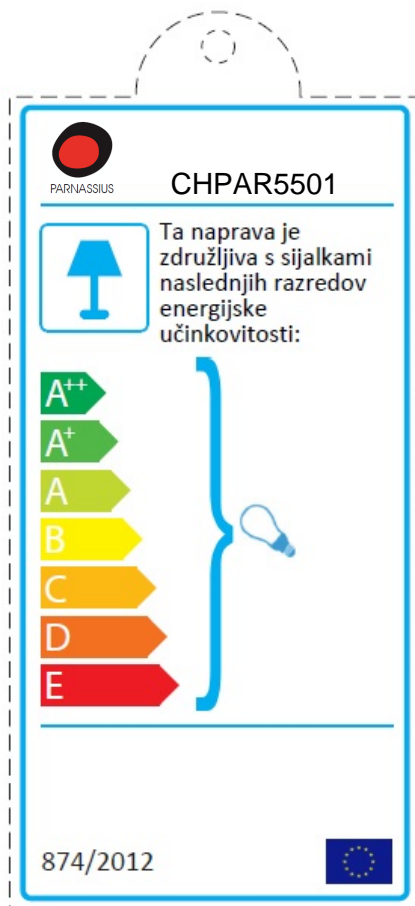 PARNASSIUS
CHPAR5501
Ta naprava je
združljiva s sijalkami
naslednjih razredov
energijske
učinkovitosti:
A++
A+
A
B
C
D
E
874/2012